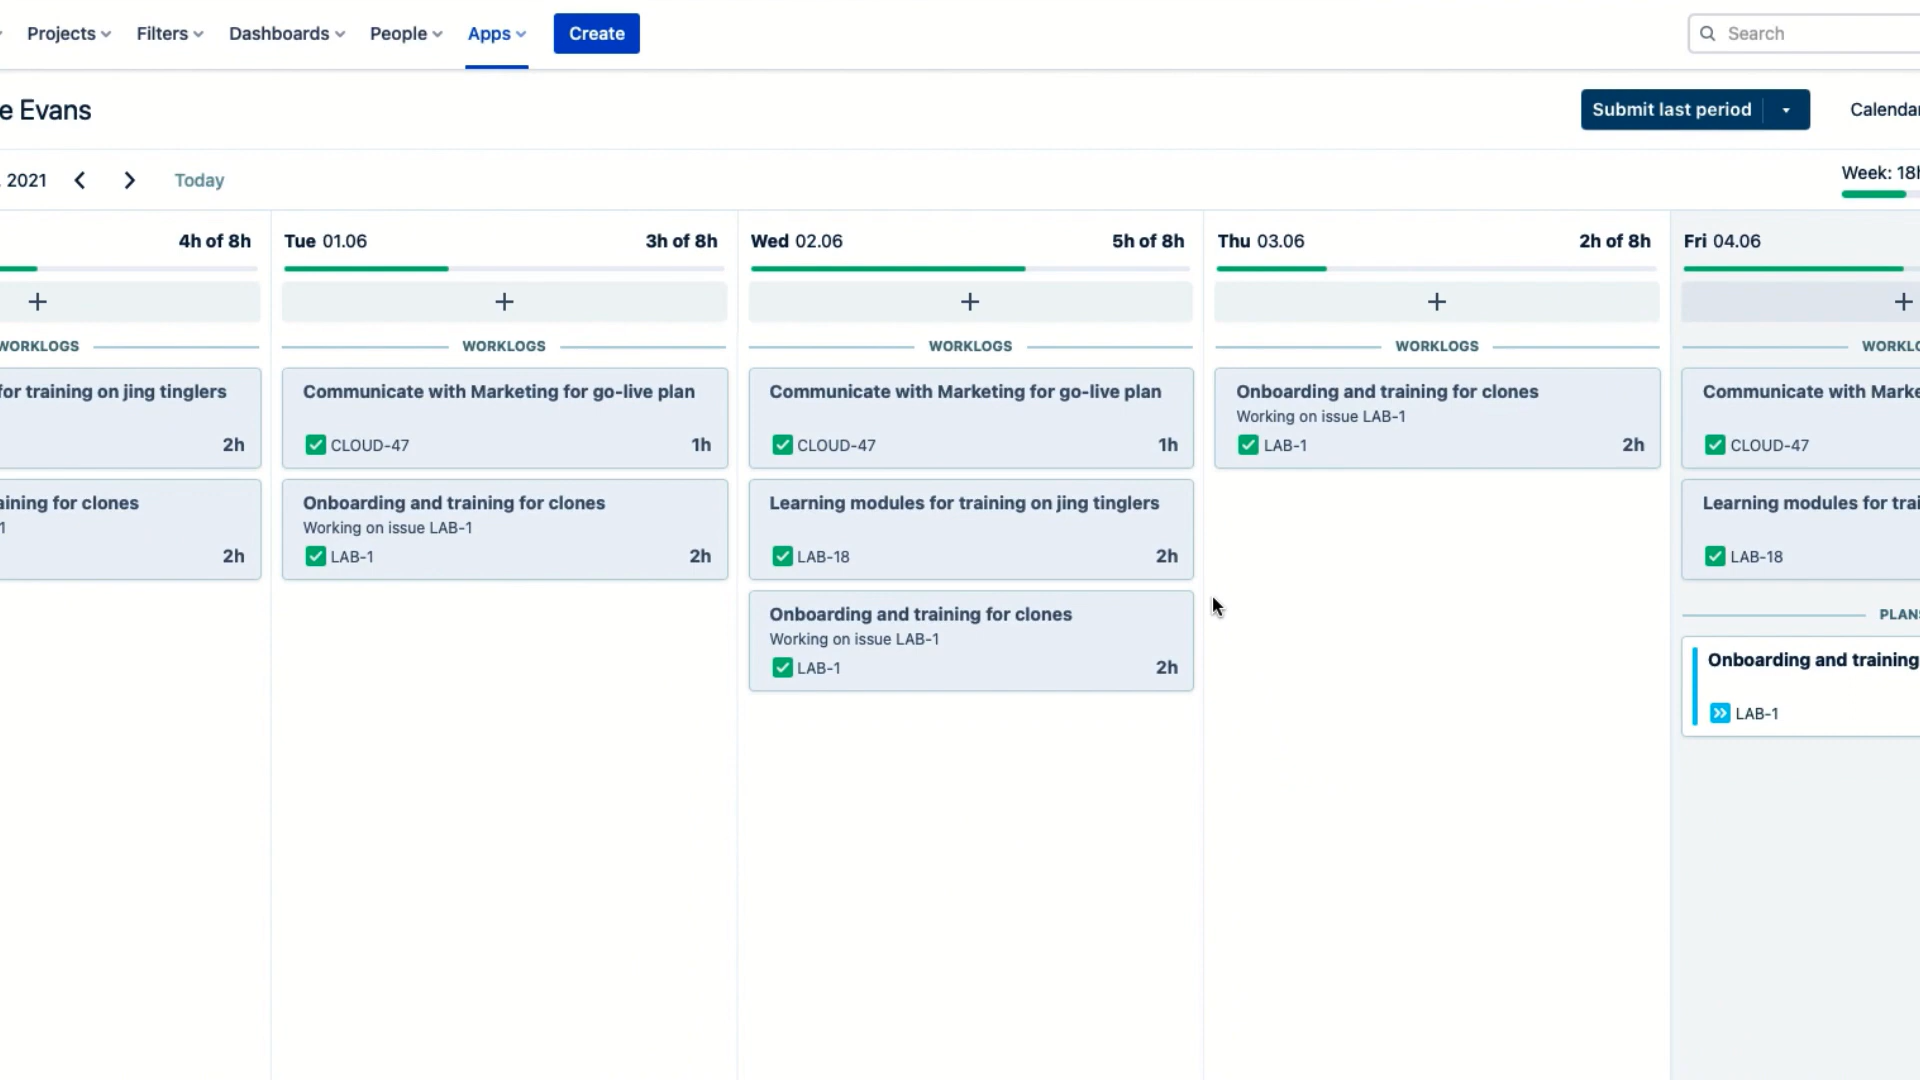 Projects Filters Dashboards People Apps Create Search
e Evans Submit last period Calendar
2021 Today Week: 18h
4h of 8h Tue 01.06 3h of 8h Wed 02.06 5h of 8h Thu 03.06 2h of 8h Fri 04.06
WORKLOGS WORKLOGS WORKLOGS WORKLOGS WORKLO
for training on jing tinglers
2h
aining for clones
1
2h
Communicate with Marketing for go-live plan
CLOUD-47 1h
Onboarding and training for clones
Working on issue LAB-1
LAB-1 2h
Communicate with Marketing for go-live plan
CLOUD-47 1h
Learning modules for training on jing tinglers
LAB-18 2h
Onboarding and training for clones
Working on issue LAB-1
LAB-1 2h
Onboarding and training for clones
Working on issue LAB-1
LAB-1 2h
Communicate with Marke
CLOUD-47
Learning modules for trai
LAB-18
PLANS
Onboarding and training
LAB-1